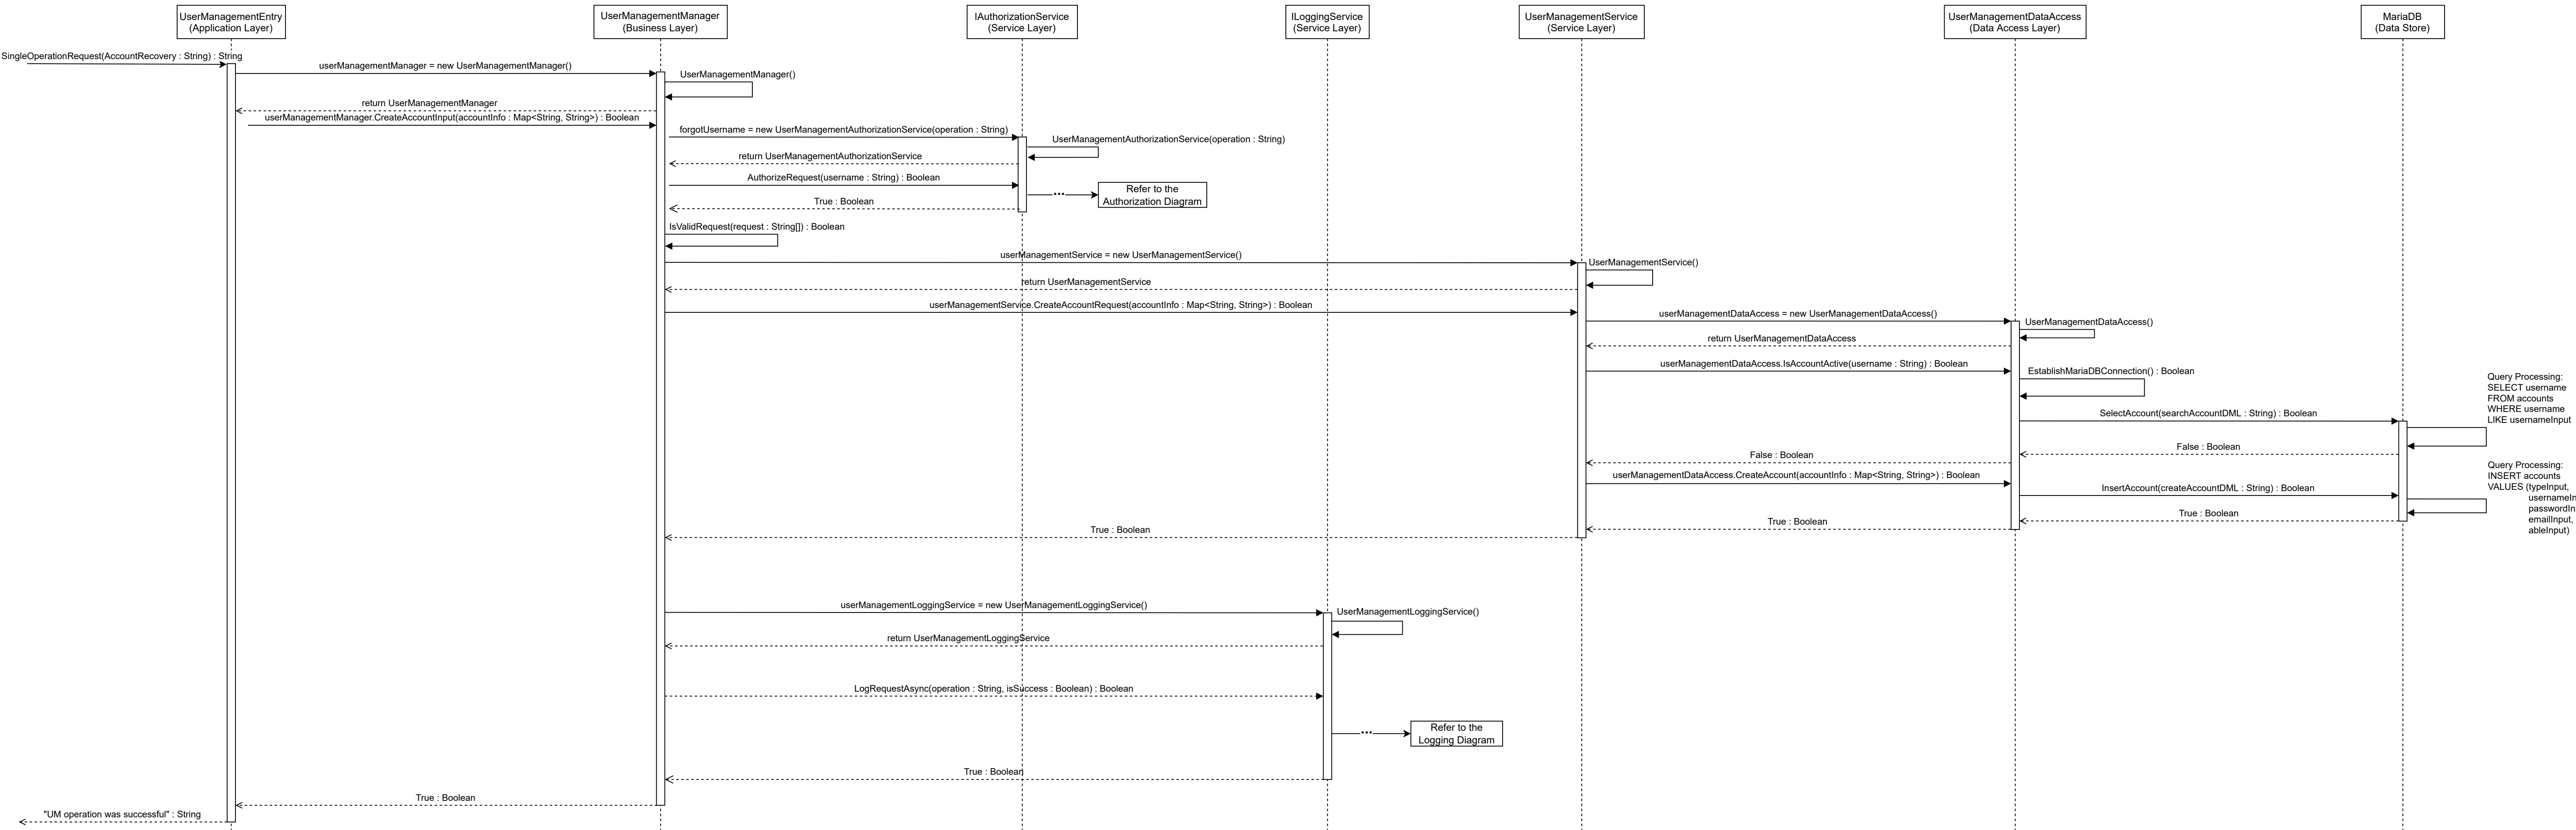 UserManagementEntry
(Application Layer)
UserManagementManager
(Business Layer)
IAuthorizationService
(Service Layer)
ILoggingService
(Service Layer)
UserManagementService
(Service Layer)
UserManagementDataAccess
(Data Access Layer)
MariaDB
(Data Store)
SingleOperationRequest(AccountRecovery : String) : String
userManagementManager = new UserManagementManager()
UserManagementManager()
return UserManagementManager
userManagementManager.CreateAccountInput(accountInfo : Map<String, String>) : Boolean
forgotUsername = new UserManagementAuthorizationService(operation : String)
UserManagementAuthorizationService(operation : String)
return UserManagementAuthorizationService
AuthorizeRequest(username : String) : Boolean
...
Refer to the
Authorization Diagram
True : Boolean
IsValidRequest(request : String[]) : Boolean
userManagementService = new UserManagementService()
UserManagementService()
return UserManagementService
userManagementService.CreateAccountRequest(accountInfo : Map<String, String>) : Boolean
userManagementDataAccess = new UserManagementDataAccess()
UserManagementDataAccess()
return UserManagementDataAccess
userManagementDataAccess.IsAccountActive(username : String) : Boolean
EstablishMariaDBConnection() : Boolean
Query Processing:
SELECT username
FROM accounts
WHERE username
LIKE usernameInput
SelectAccount(searchAccountDML : String) : Boolean
False : Boolean
False : Boolean
userManagementDataAccess.CreateAccount(accountInfo : Map<String, String>) : Boolean
Query Processing:
INSERT accounts
VALUES (typeInput,
usernameIn
passwordIn
emailInput,
ableInput)
InsertAccount(createAccountDML : String) : Boolean
True : Boolean
True : Boolean
True : Boolean
userManagementLoggingService = new UserManagementLoggingService()
UserManagementLoggingService()
return UserManagementLoggingService
LogRequestAsync(operation : String, isSuccess : Boolean) : Boolean
...
Refer to the
Logging Diagram
True : Boolean
True : Boolean
"UM operation was successful" : String